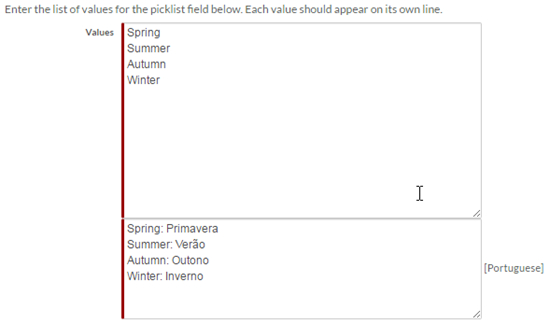 Enter the list of values for the picklist field below. Each value should appear on its own line.
Values
Spring
Summer
Autumn
Winter
Spring: Primavera
Summer: Verão
Autumn: Outono
Winter: Inverno
[Portuguese]